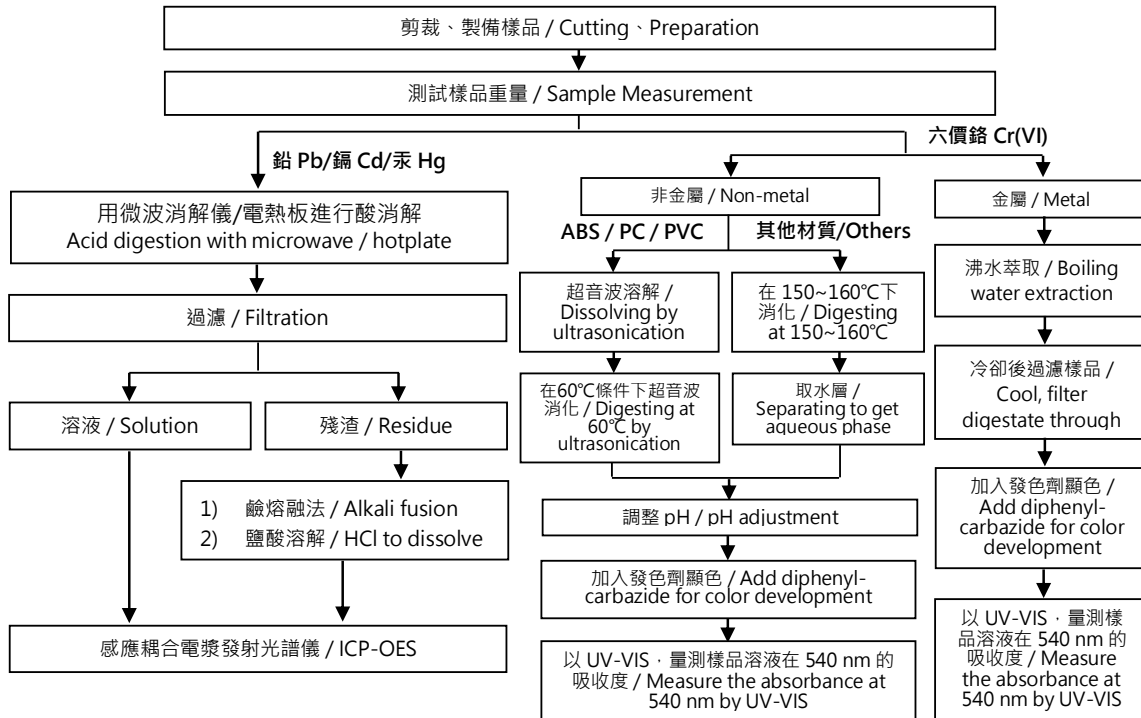 剪裁、製備樣品 / Cutting、Preparation
測試樣品重量 / Sample Measurement
鉛 Pb/鎘 Cd/汞 Hg
六價鉻 Cr(VI)
用微波消解儀/電熱板進行酸消解
Acid digestion with microwave / hotplate
過濾 / Filtration
溶液 / Solution
殘渣 / Residue
1) 鹼熔融法 / Alkali fusion
2) 鹽酸溶解 / HCl to dissolve
感應耦合電漿發射光譜儀 / ICP-OES
非金屬 / Non-metal
ABS / PC / PVC
其他材質/Others
超音波溶解 /
Dissolving by
ultrasonication
在60℃條件下超音波
消化 / Digesting at
60℃ by
ultrasonication
在 150~160℃下
消化 / Digesting
at 150~160℃
取水層 /
Separating to get
aqueous phase
調整 pH / pH adjustment
加入發色劑顯色 / Add diphenyl-
carbazide for color development
以 UV-VIS，量測樣品溶液在 540 nm 的
吸收度 / Measure the absorbance at
540 nm by UV-VIS
金屬 / Metal
沸水萃取 / Boiling
water extraction
冷卻後過濾樣品 /
Cool, filter
digestate through
加入發色劑顯色 /
Add diphenyl-
carbazide for color
development
以 UV-VIS，量測樣
品溶液在 540 nm 的
吸收度 / Measure
the absorbance at
540 nm by UV-VIS